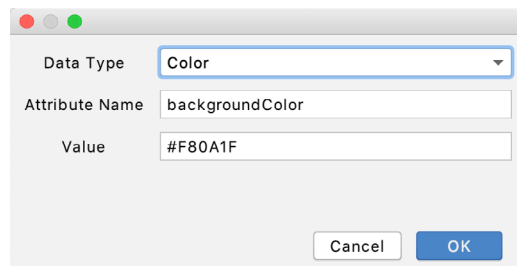 Data Type Color
Attribute Name backgroundColor
Value #F80A1F
Cancel OK